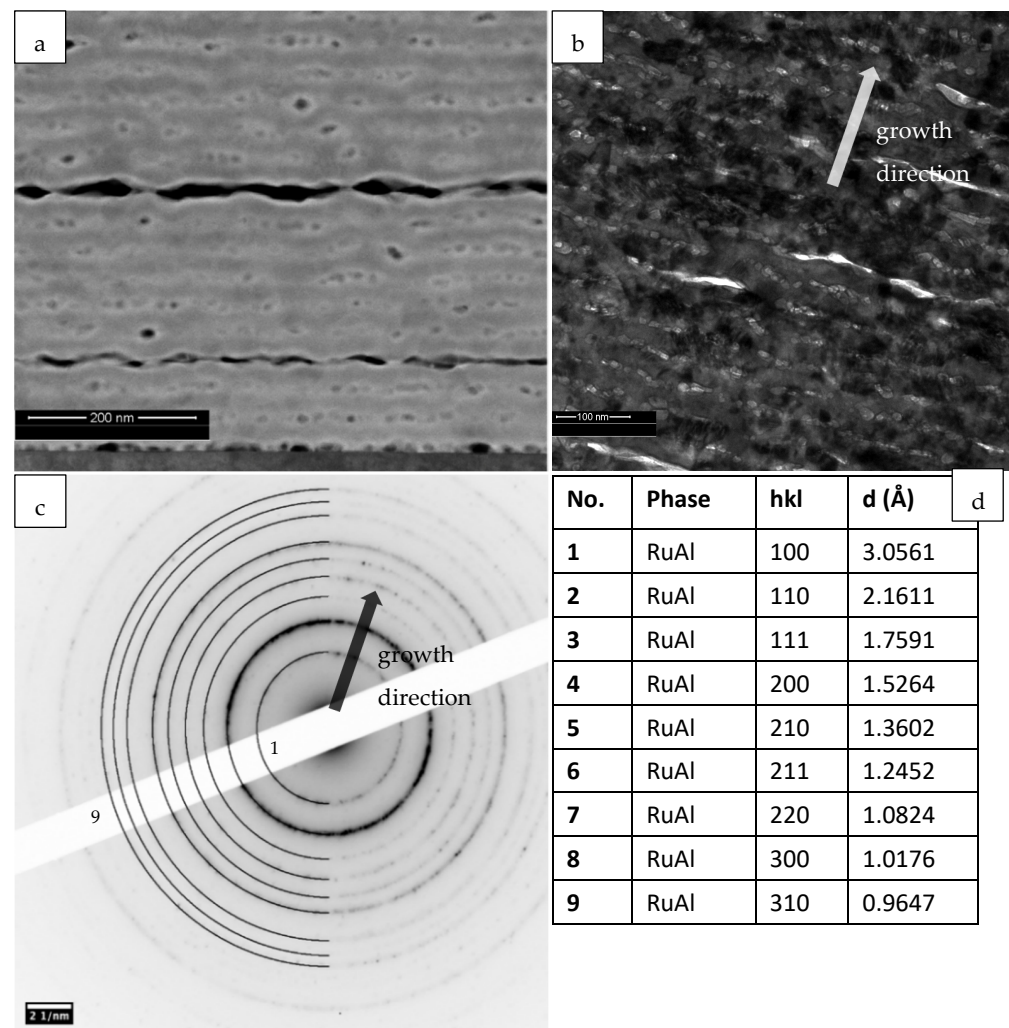 a
200 nm
b
growth
direction
100 nm
c
growth
direction
1
9
2 1/nm
d
No. Phase hkl d (Å)
1 RuAl 100 3.0561
2 RuAl 110 2.1611
3 RuAl 111 1.7591
4 RuAl 200 1.5264
5 RuAl 210 1.3602
6 RuAl 211 1.2452
7 RuAl 220 1.0824
8 RuAl 300 1.0176
9 RuAl 310 0.9647